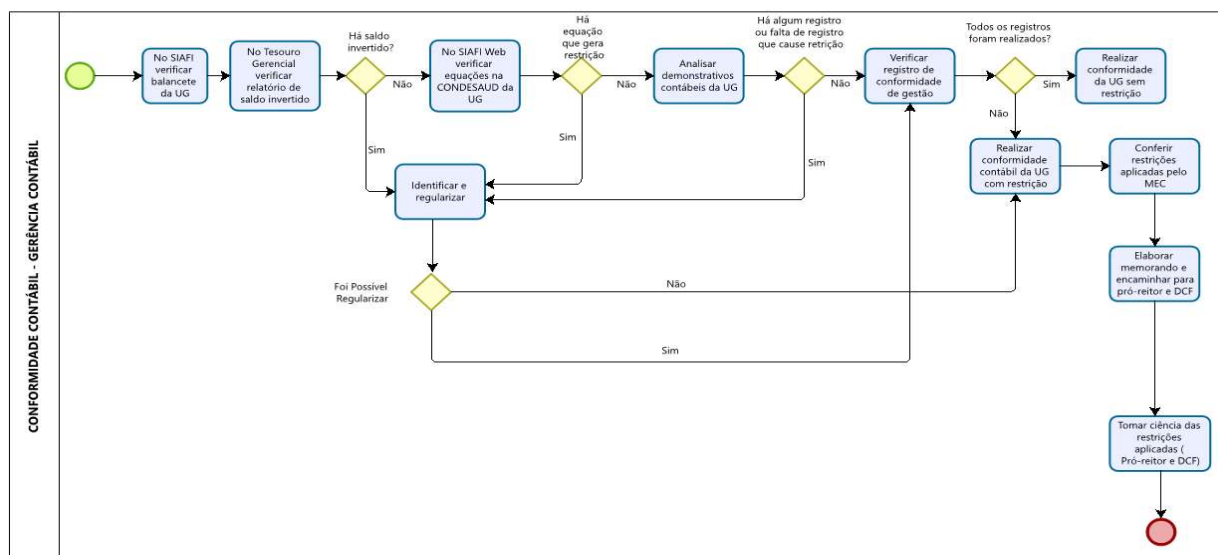 CONFORMIDADE CONTÁBIL - GERÊNCIA CONTÁBIL
No SIAFI
verificar
balancete
da UG
No Tesouro
Gerencial
verificar
relatório de
saldo invertido
Há saldo
invertido?
Não
Sim
No SIAFI Web
verificar
equações na
CONDESAUD da
UG
Há
equação
que gera
restrição
Não
Sim
Analisar
demonstrativos
contábeis da UG
Há algum registro
ou falta de registro
que cause retrição
Não
Sim
Verificar
registro de
conformidade
de gestão
Todos os registros
foram realizados?
Sim
Não
Realizar
conformidade
da UG sem
restrição
Identificar e
regularizar
Realizar
conformidade
contábil da UG
com restrição
Conferir
restrições
aplicadas pelo
MEC
Foi Possível
Regularizar
Não
Sim
Elaborar
memorando e
encaminhar para
pró-reitor e DCF
Tomar ciência das
restrições
aplicadas (
Pró-reitor e DCF)